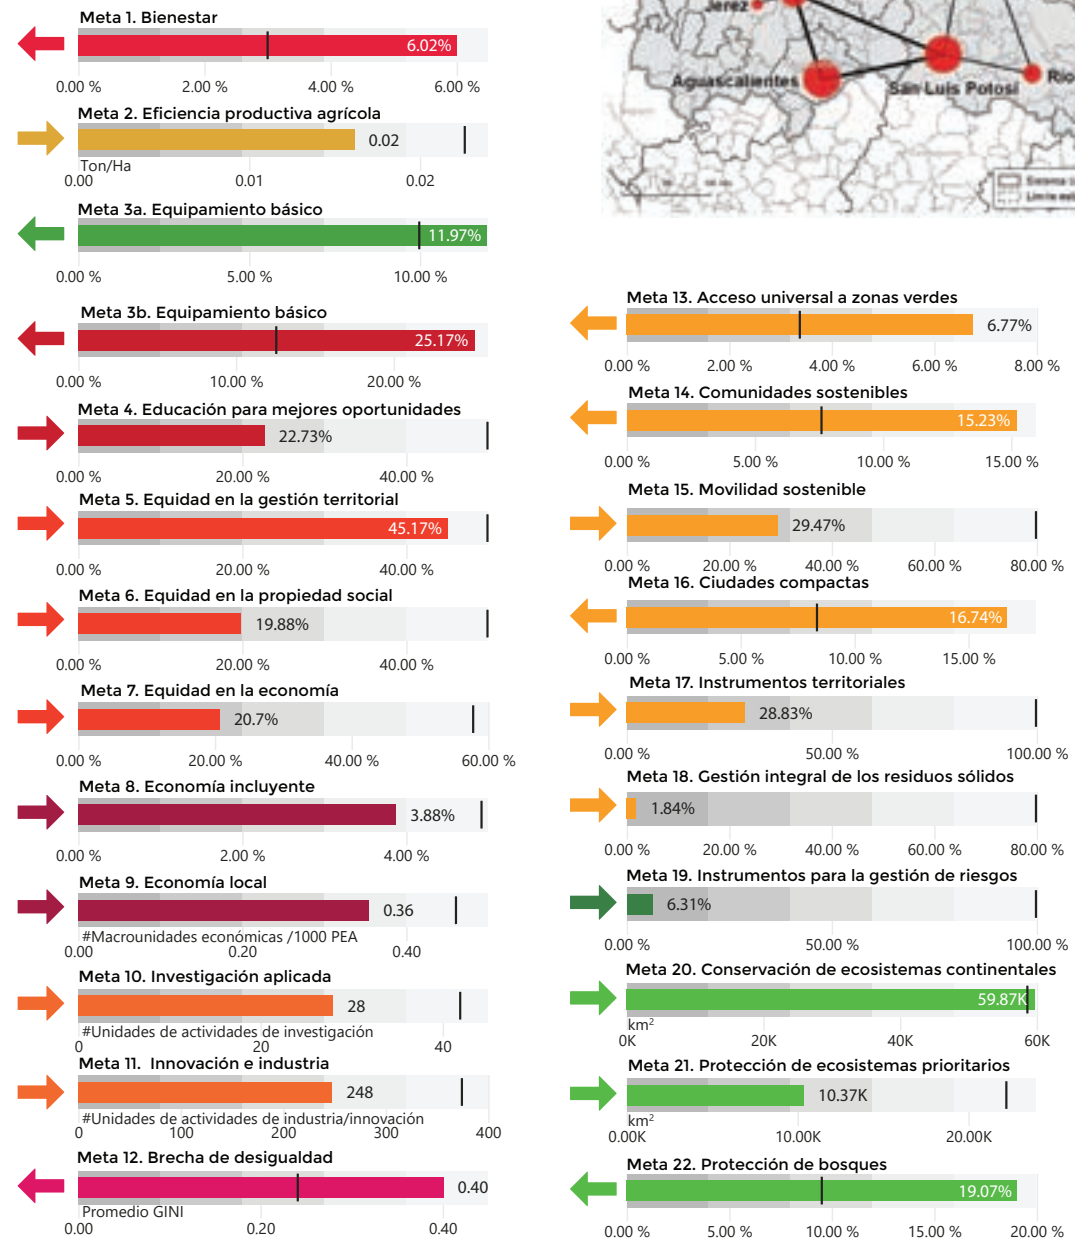 Meta 1. Bienestar
6.02%
0.00 % 2.00 % 4.00 % 6.00 %
Meta 2. Eficiencia productiva agrícola
0.02
Ton/Ha
0.00 0.01 0.02
Meta 3a. Equipamiento básico
11.97%
0.00 % 5.00 % 10.00 %
Meta 3b. Equipamiento básico
25.17%
0.00 % 10.00 % 20.00 %
Meta 4. Educación para mejores oportunidades
22.73%
0.00 % 20.00 % 40.00 %
Meta 5. Equidad en la gestión territorial
45.17%
0.00 % 20.00 % 40.00 %
Meta 6. Equidad en la propiedad social
19.88%
0.00 % 20.00 % 40.00 %
Meta 7. Equidad en la economía
20.7%
0.00 % 20.00 % 40.00 % 60.00 %
Meta 8. Economía incluyente
3.88%
0.00 % 2.00 % 4.00 %
Meta 9. Economía local
0.36
#Macrounidades económicas /1000 PEA
0.00 0.20 0.40
Meta 10. Investigación aplicada
28
#Unidades de actividades de investigación
0 20 40
Meta 11. Innovación e industria
248
#Unidades de actividades de industria/innovación
0 100 200 300 400
Meta 12. Brecha de desigualdad
0.40
Promedio GINI
0.00 0.20 0.40
Jerez
Aguascalientes
San Luis Potosí
Rio
Meta 13. Acceso universal a zonas verdes
6.77%
0.00 % 2.00 % 4.00 % 6.00 % 8.00 %
Meta 14. Comunidades sostenibles
15.23%
0.00 % 5.00 % 10.00 % 15.00 %
Meta 15. Movilidad sostenible
29.47%
0.00 % 20.00 % 40.00 % 60.00 % 80.00 %
Meta 16. Ciudades compactas
16.74%
0.00 % 5.00 % 10.00 % 15.00 %
Meta 17. Instrumentos territoriales
28.83%
0.00 % 50.00 % 100.00 %
Meta 18. Gestión integral de los residuos sólidos
1.84%
0.00 % 20.00 % 40.00 % 60.00 % 80.00 %
Meta 19. Instrumentos para la gestión de riesgos
6.31%
0.00 % 50.00 % 100.00 %
Meta 20. Conservación de ecosistemas continentales
59.87K
km²
0K 20K 40K 60K
Meta 21. Protección de ecosistemas prioritarios
10.37K
km²
0.00K 10.00K 20.00K
Meta 22. Protección de bosques
19.07%
0.00 % 5.00 % 10.00 % 15.00 % 20.00 %